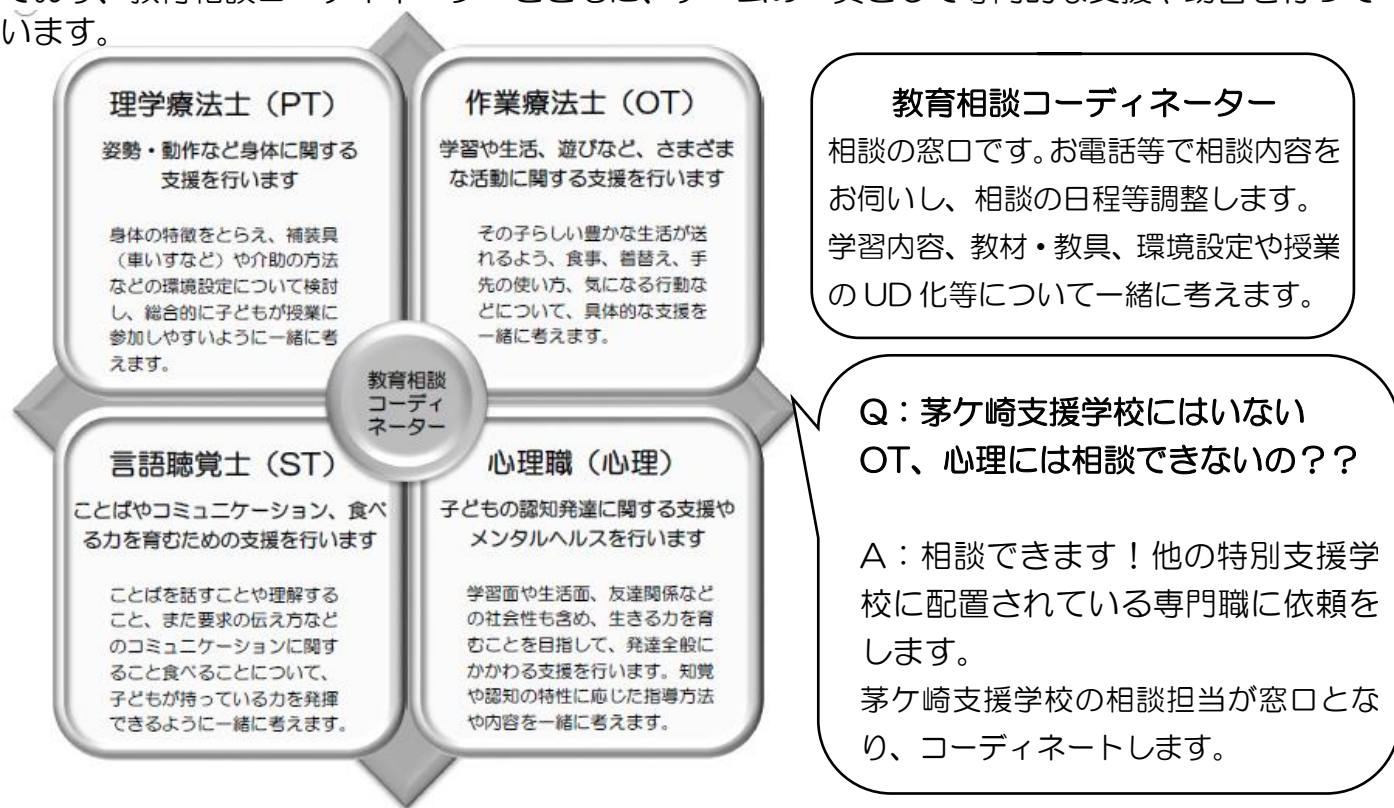 います。
理学療法士（PT）
姿勢・動作など身体に関する
支援を行います
身体の特徴をとらえ、補装具
（車いすなど）や介助の方法
などの環境設定について検討
し、総合的に子どもが授業に
参加しやすいように一緒に考
えます。
作業療法士（OT）
学習や生活、遊びなど、さまざま
な活動に関する支援を行います
その子らしい豊かな生活が送
れるよう、食事、着替え、手
先の使い方、気になる行動な
どについて、具体的な支援を
一緒に考えます。
教育相談
コーディ
ネーター
言語聴覚士（ST）
ことばやコミュニケーション、食べ
る力を育むための支援を行います
ことばを話すことや理解する
こと、また要求の伝え方など
のコミュニケーションに関す
ること食べることについて、
子どもが持っている力を発揮
できるように一緒に考えます。
心理職（心理）
子どもの認知発達に関する支援や
メンタルヘルスを行います
学習面や生活面、友達関係など
の社会性も含め、生きる力を育
むことを目指して、発達全般に
かかわる支援を行います。知覚
や認知の特性に応じた指導方法
や内容を一緒に考えます。
教育相談コーディネーター
相談の窓口です。お電話等で相談内容を
お伺いし、相談の日程等調整します。
学習内容、教材・教具、環境設定や授業
のUD化等について一緒に考えます。
Q：茅ケ崎支援学校にはいない
OT、心理には相談できないの？？
A：相談できます！他の特別支援学
校に配置されている専門職に依頼を
します。
茅ケ崎支援学校の相談担当が窓口とな
り、コーディネートします。